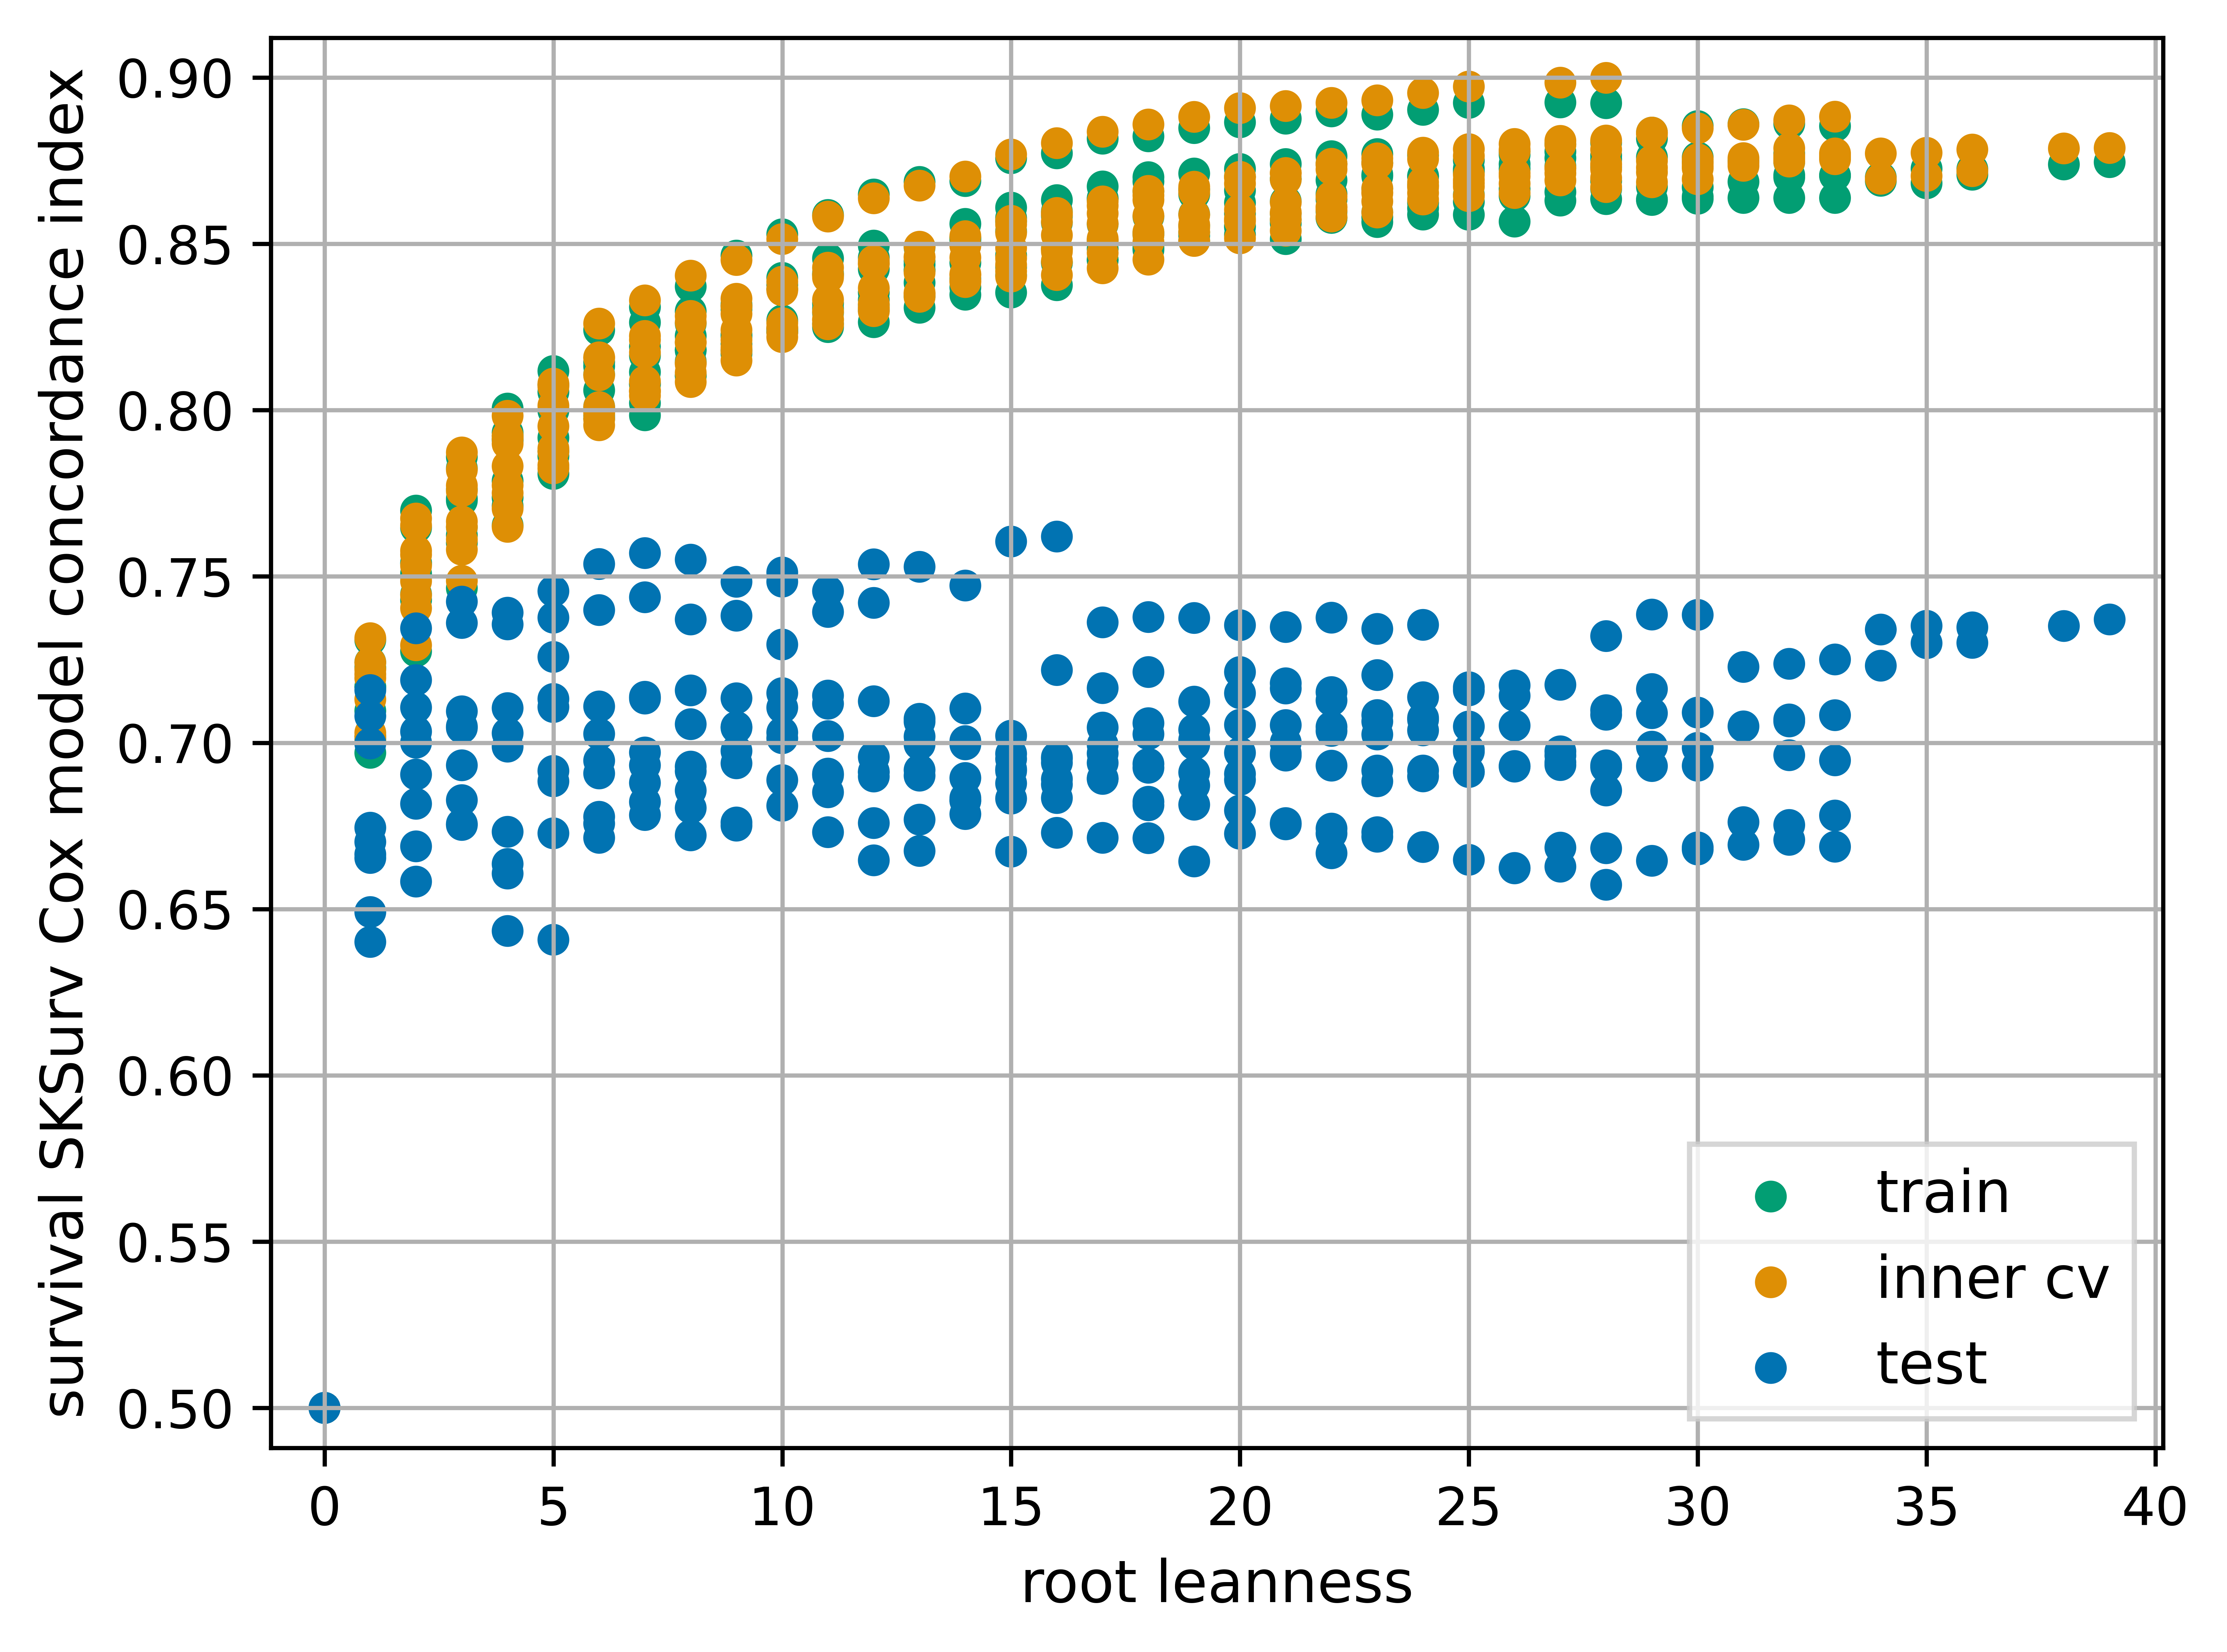 survival SKSurv Cox model concordance index
0.90
0.85
0.80
0.75
0.70
0.65
0.60
0.55
0.50
train
inner cv
test
0 5 10 15 20 25 30 35 40
root leanness